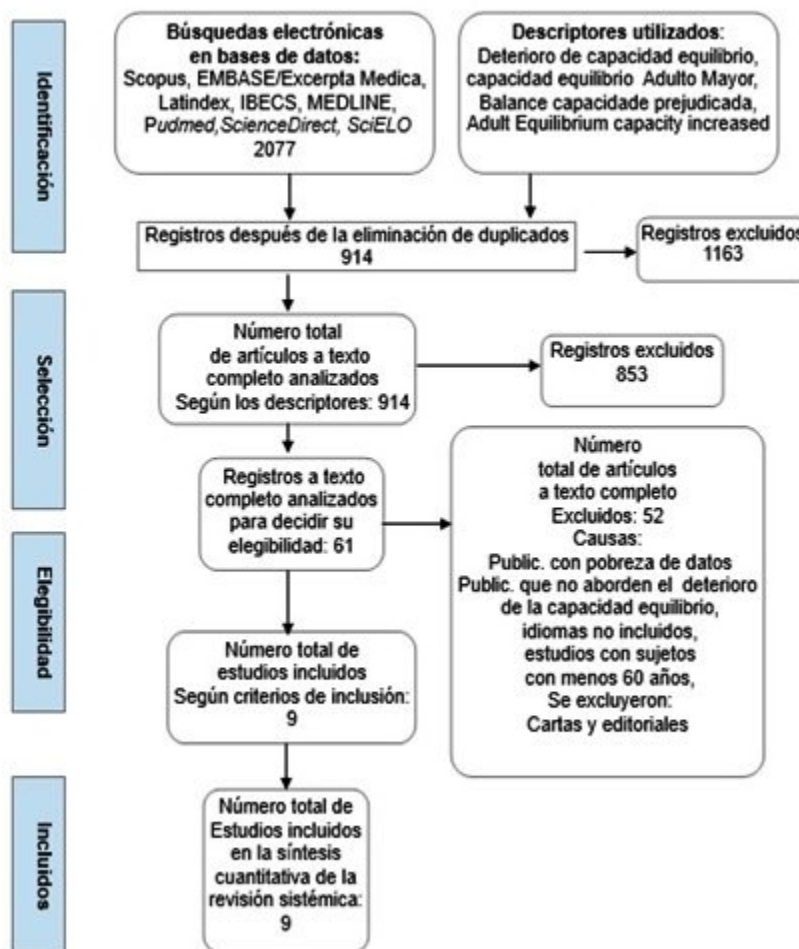 Identificación
Búsquedas electrónicas
en bases de datos:
Scopus, EMBASE/Excerpta Medica,
Latindex, IBECS, MEDLINE,
Pudmed,ScienceDirect, SciELO
2077
Descriptores utilizados:
Deterioro de capacidad equilibrio,
capacidad equilibrio Adulto Mayor,
Balance capacidade prejudicada,
Adult Equilibrium capacity increased
Registros después de la eliminación de duplicados
914
Registros excluidos
1163
Selección
Número total
de artículos a texto
completo analizados
Según los descriptores: 914
Registros excluidos
853
Registros a texto
completo analizados
para decidir su
elegibilidad: 61
Número
total de artículos
a texto completo
Excluidos: 52
Causas:
Public. con pobreza de datos
Public. que no aborden el deterioro
de la capacidad equilibrio,
idiomas no incluidos,
estudios con sujetos
con menos 60 años,
Se excluyeron:
Cartas y editoriales
Elegibilidad
Número total de
estudios incluidos
Según criterios de inclusión:
9
Incluidos
Número total de
Estudios incluidos
en la síntesis
cuantitativa de la
revisión sistémica:
9